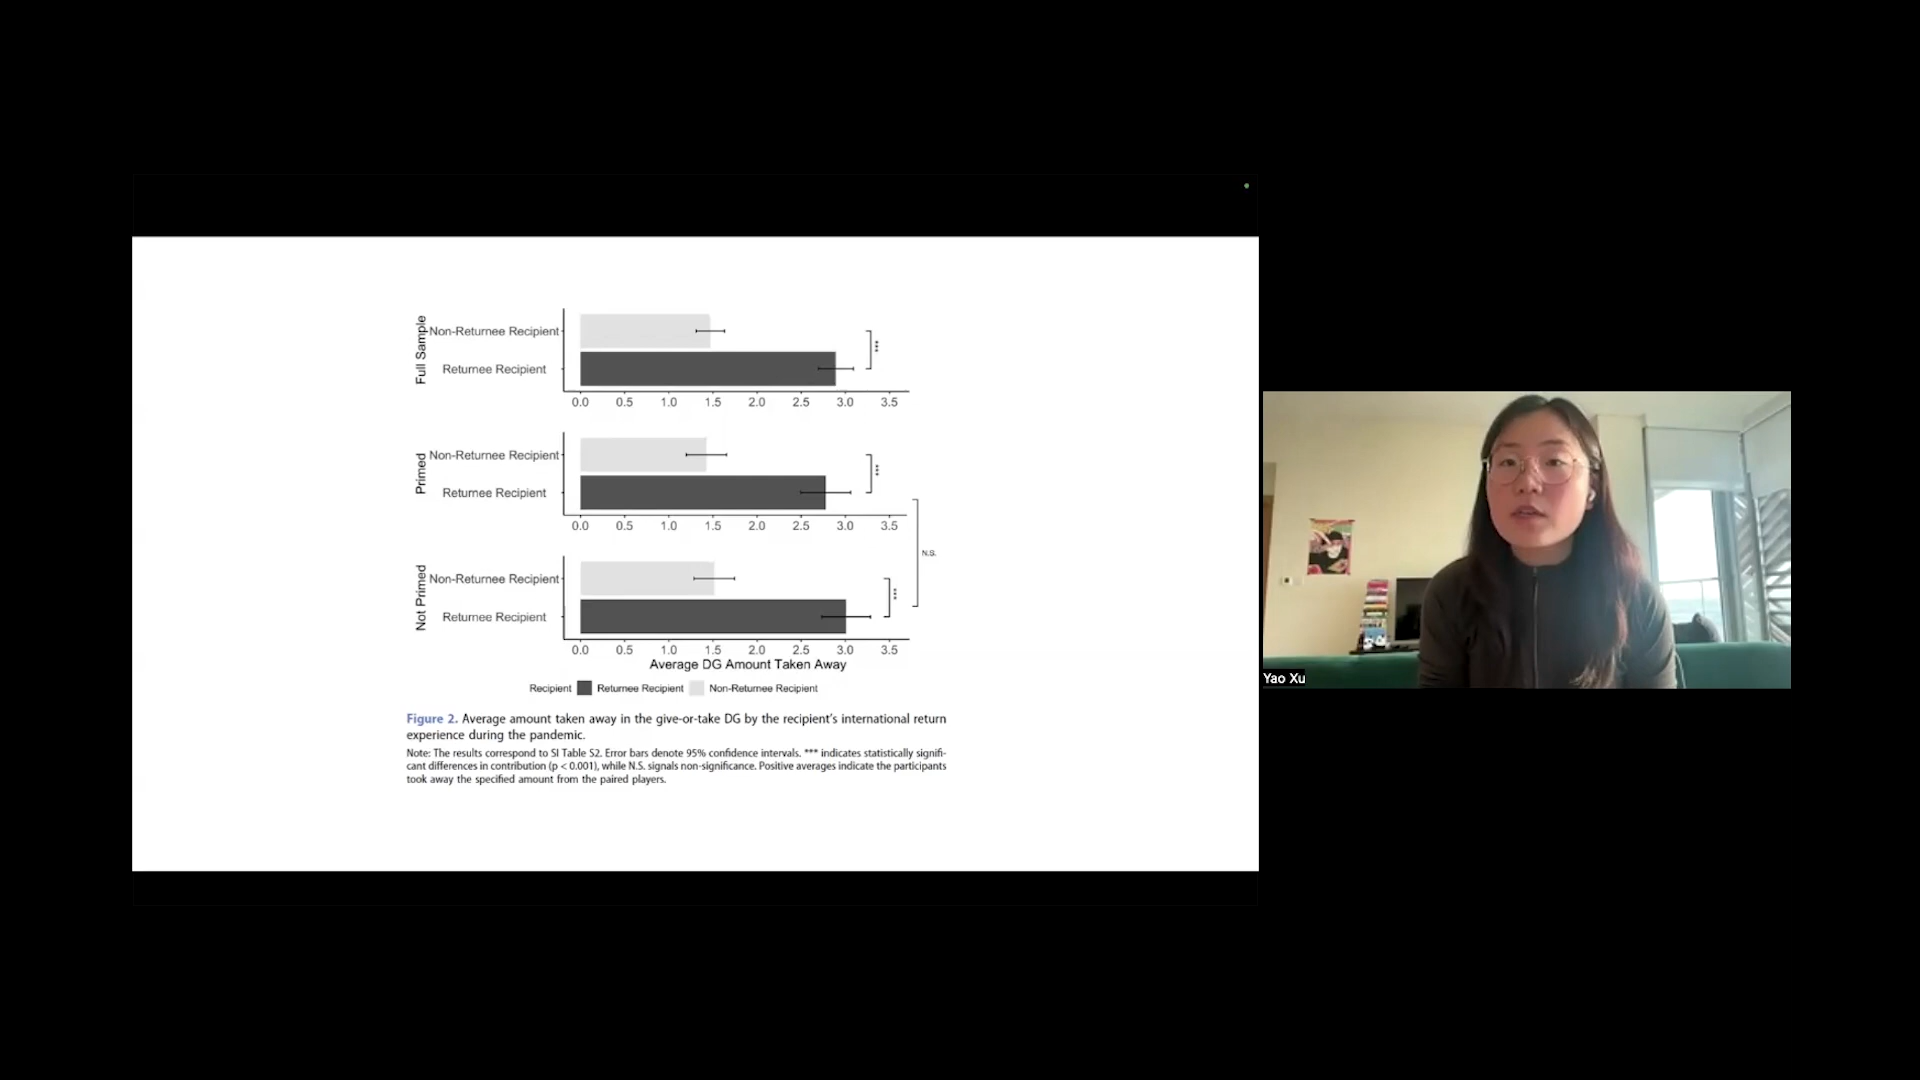 Full Sample
Non-Returnee Recipient
***
Returnee Recipient
0.0 0.5 1.0 1.5 2.0 2.5 3.0 3.5
Primed
Non-Returnee Recipient
***
Returnee Recipient
0.0 0.5 1.0 1.5 2.0 2.5 3.0 3.5
N.S.
Not Primed
Non-Returnee Recipient
***
Returnee Recipient
0.0 0.5 1.0 1.5 2.0 2.5 3.0 3.5
Average DG Amount Taken Away
Recipient Returnee Recipient Non-Returnee Recipient
Figure 2. Average amount taken away in the give-or-take DG by the recipient's international return
experience during the pandemic.
Note: The results correspond to SI Table S2. Error bars denote 95% confidence intervals. *** indicates statistically signifi-
cant differences in contribution (p < 0.001), while N.S. signals non-significance. Positive averages indicate the participants
took away the specified amount from the paired players.
Yao Xu